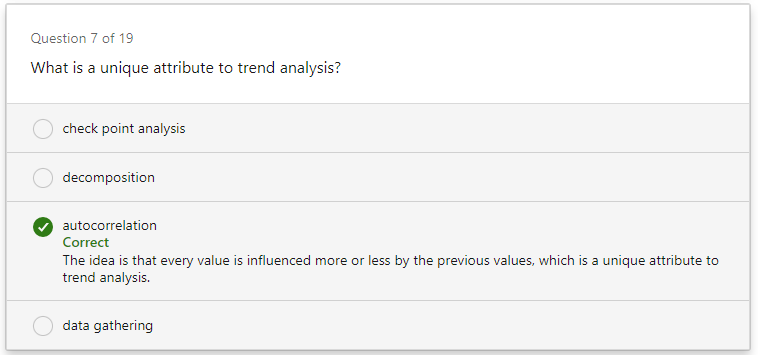 Question 7 of 19
What is a unique attribute to trend analysis?
check point analysis
decomposition
autocorrelation
Correct
The idea is that every value is influenced more or less by the previous values, which is a unique attribute to
trend analysis.
data gathering